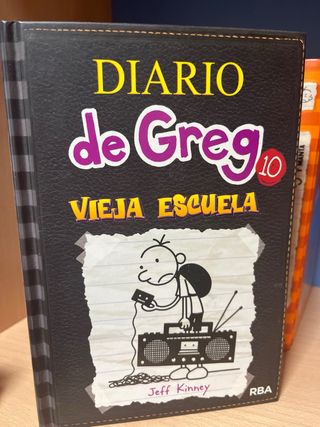 DIARIO
de Greg
10
VIEJA ESCUELA
Jeff Kinney
RBA